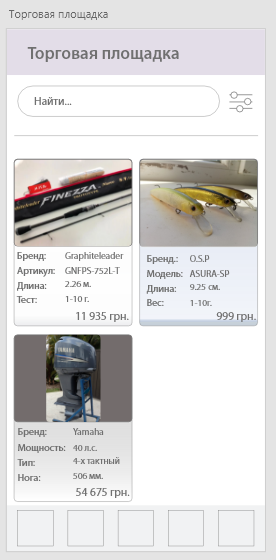 Торговая площадка
Торговая площадка
Найти...
FINEZZA
Бренд: Graphiteleader
Артикул: GNFPS-752L-T
Длина: 2.26 м.
Тест: 1-10 г.
11 935 грн.
Бренд.: O.S.P
Модель: ASURA-SP
Длина: 9.25 см.
Вес: 1-10г.
999 грн.
YAMAHA
Бренд: Yamaha
Мощность: 40 л.с.
Тип: 4-х тактный
Нога: 506 мм.
54 675 грн.